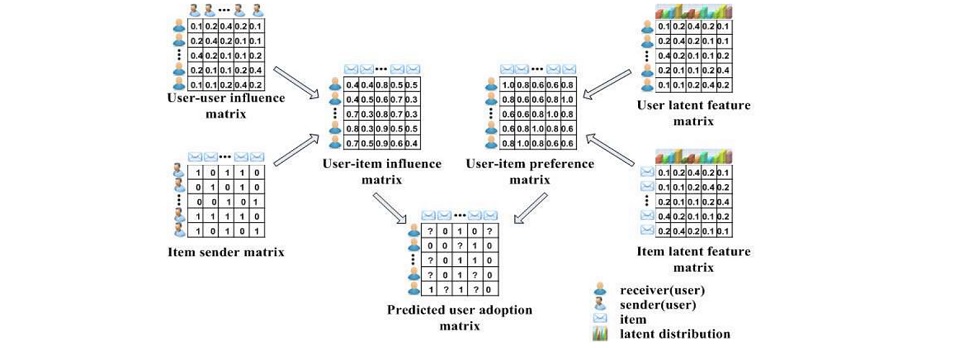 0.1 0.2 0.4 0.2 0.1
0.2 0.4 0.2 0.1 0.1
0.4 0.2 0.1 0.1 0.2
0.2 0.1 0.1 0.2 0.4
0.1 0.1 0.2 0.4 0.2
User-user influence
matrix
1 0 1 1 0
0 1 0 1 0
0 0 1 0 1
1 1 1 1 0
1 0 1 0 1
Item sender matrix
0.4 0.4 0.8 0.5 0.5
0.4 0.5 0.6 0.7 0.3
0.7 0.3 0.8 0.7 0.3
0.8 0.3 0.9 0.5 0.5
0.7 0.5 0.9 0.6 0.4
User-item influence
matrix
1.0 0.8 0.6 0.6 0.8
0.8 0.6 0.6 0.8 1.0
0.6 0.6 0.8 1.0 0.8
0.6 0.8 1.0 0.8 0.6
0.8 1.0 0.8 0.6 0.6
User-item preference
matrix
0.1 0.2 0.4 0.2 0.1
0.2 0.4 0.2 0.1 0.1
0.4 0.2 0.1 0.1 0.2
0.2 0.1 0.1 0.2 0.4
0.1 0.1 0.2 0.4 0.2
User latent feature
matrix
0.1 0.2 0.4 0.2 0.1
0.1 0.1 0.2 0.4 0.2
0.2 0.1 0.1 0.2 0.4
0.4 0.2 0.1 0.1 0.2
0.2 0.4 0.2 0.1 0.1
Item latent feature
matrix
? 0 1 0 ?
0 0 ? 1 0
? 0 1 ? 0
? 0 1 ? 0
1 ? 1 ? 0
Predicted user adoption
matrix
receiver(user)
sender(user)
item
latent distribution